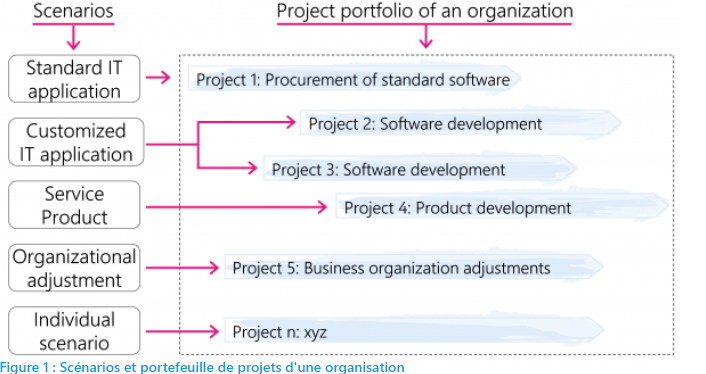 Scenarios
Project portfolio of an organization
Standard IT
application
Project 1: Procurement of standard software
Customized
IT application
Project 2: Software development
Project 3: Software development
Service
Product
Project 4: Product development
Organizational
adjustment
Project 5: Business organization adjustments
Individual
scenario
Project n: xyz
Figure 1 : Scénarios et portefeuille de projets d'une organisation